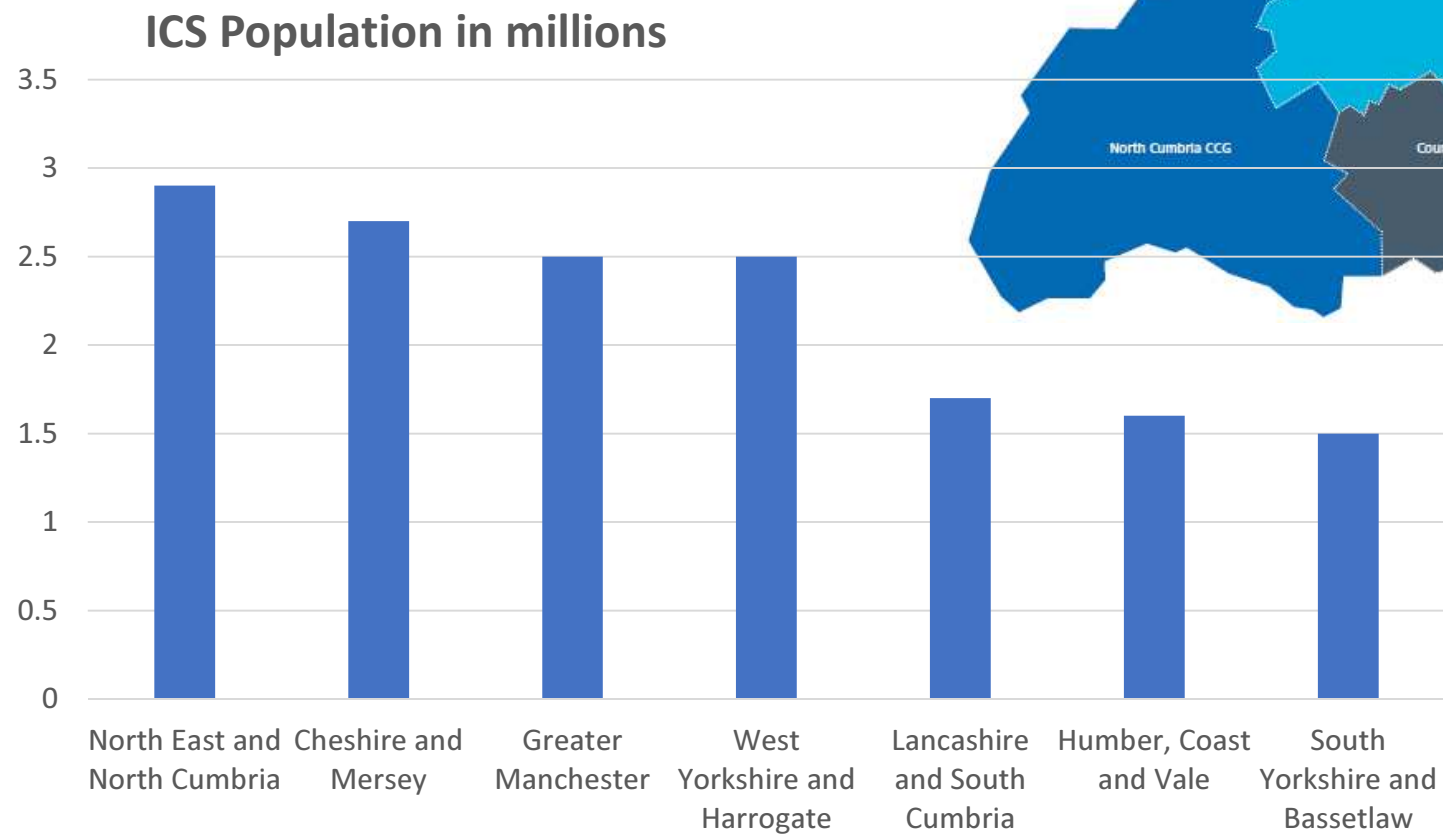 ICS Population in millions
3.5
3
2.5
2
1.5
1
0.5
0
North East and
North Cumbria
Cheshire and
Mersey
Greater
Manchester
West
Yorkshire and
Harrogate
Lancashire
and South
Cumbria
Humber, Coast
and Vale
South
Yorkshire and
Bassetlaw
North Cumbria CCG